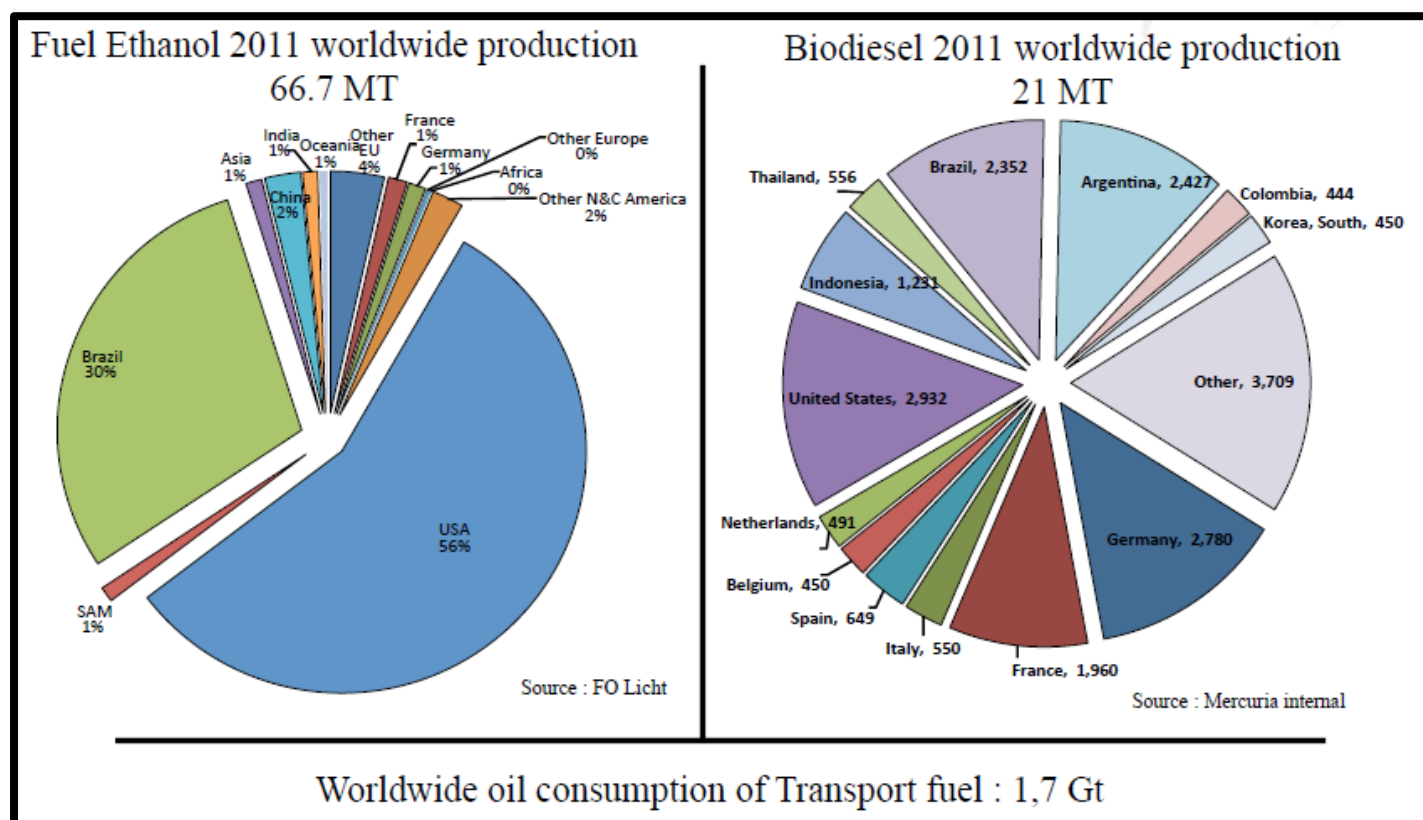 Fuel Ethanol 2011 worldwide production
66.7 MT
Asia
1%
India
1%
Oceania
1%
Other
EU
4%
France
1%
Germany
1%
Other Europe
0%
Africa
0%
Other N&C America
2%
China
2%
Brazil
30%
USA
56%
SAM
1%
Source : FO Licht
Biodiesel 2011 worldwide production
21 MT
Brazil, 2,352
Argentina, 2,427
Thailand, 556
Colombia, 444
Korea, South, 450
Indonesia, 1,231
Other, 3,709
United States, 2,932
Netherlands, 491
Germany, 2,780
Belgium, 450
Spain, 649
Italy, 550
France, 1,960
Source : Mercuria internal
Worldwide oil consumption of Transport fuel : 1,7 Gt